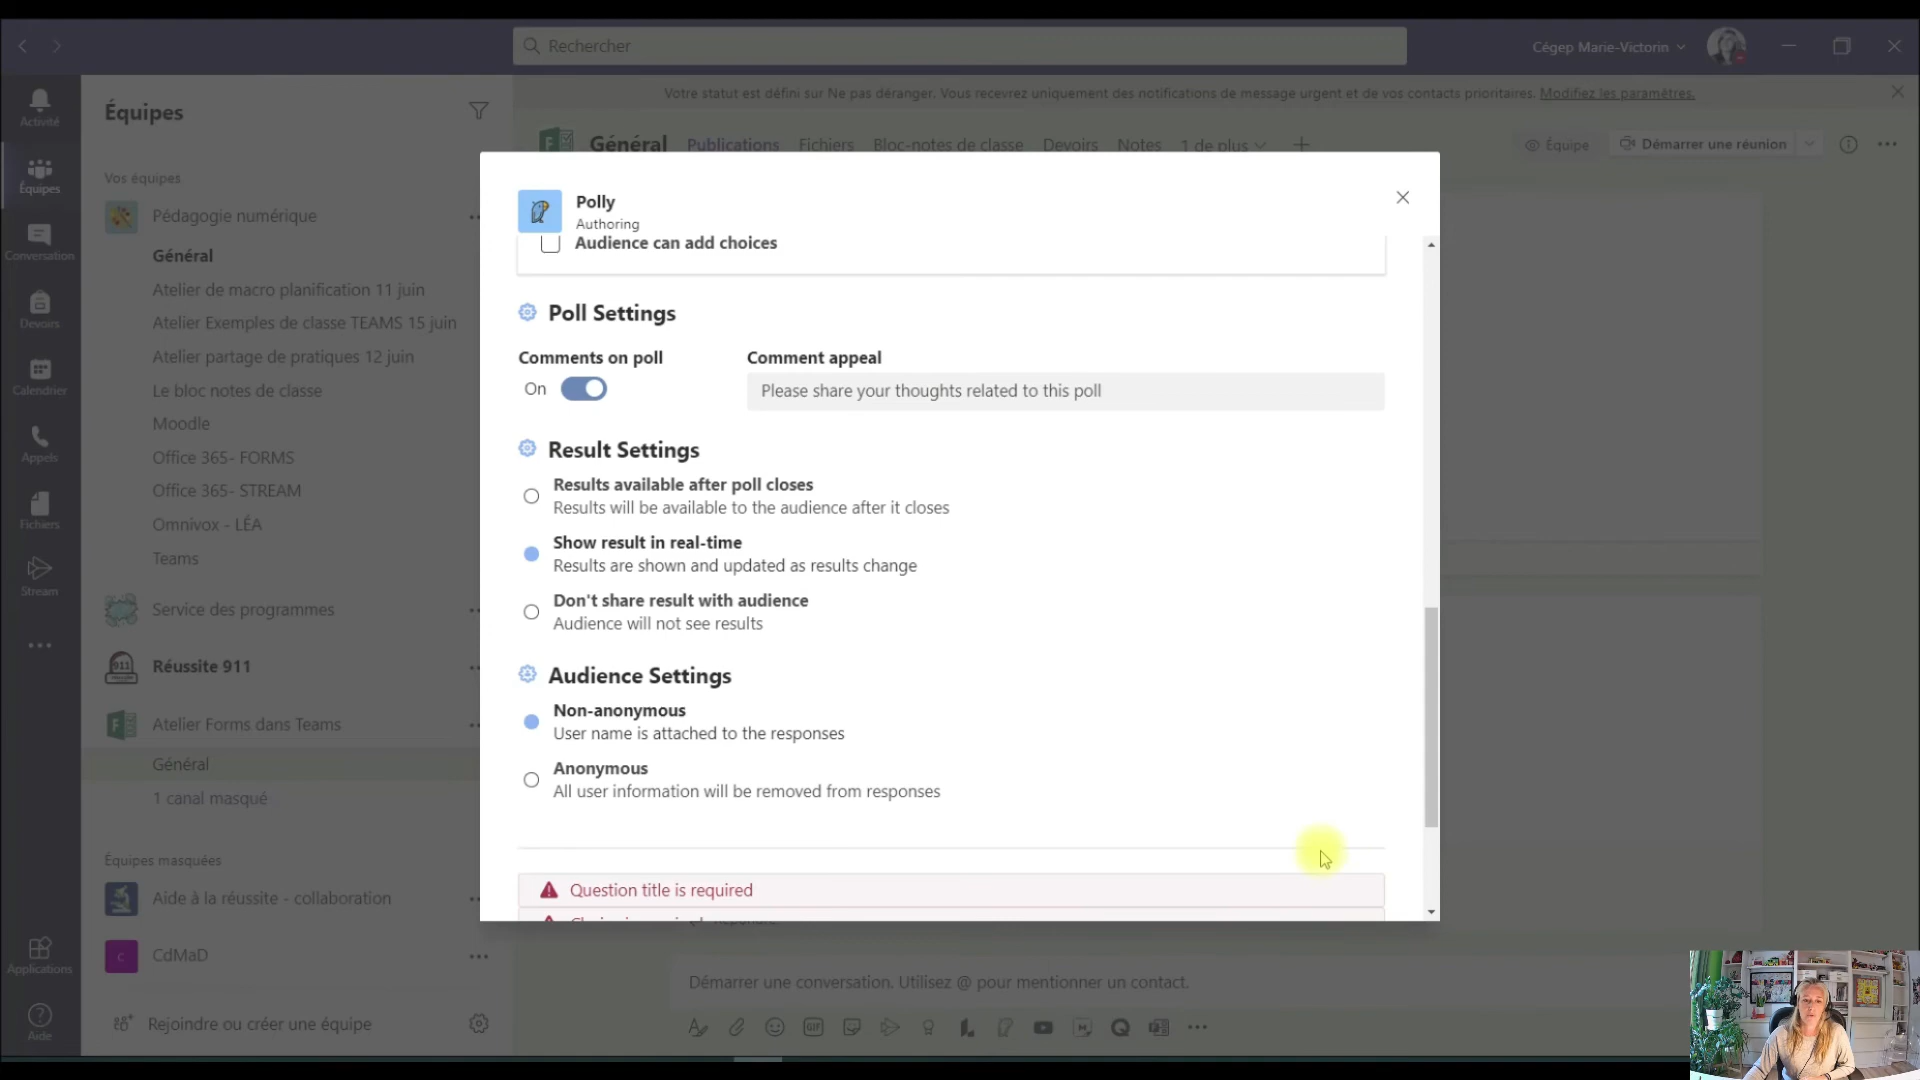 Rechercher
Cégep Marie-Victorin
Activité
Équipes
Conversation
Devoirs
Calendrier
Appels
Fichiers
Stream
Applications
Aide
Équipes
Vos équipes
Pédagogie numérique
Général
Atelier de macro planification 11 juin
Atelier Exemples de classe TEAMS 15 juin
Atelier partage de pratiques 12 juin
Le bloc notes de classe
Moodle
Office 365- FORMS
Office 365- STREAM
Omnivox - LÉA
Teams
Service des programmes
911
Réussite 911
F
Atelier Forms dans Teams
Général
1 canal masqué
Équipes masquées
Aide à la réussite - collaboration
C
CdMaD
Rejoindre ou créer une équipe
Votre statut est défini sur Ne pas déranger. Vous recevrez uniquement des notifications de message urgent et de vos contacts prioritaires. Modifiez les paramètres.
Général Publications Fichiers Bloc-notes de classe Devoirs Notes 1 de plus
Équipe
Démarrer une réunion
Polly
Authoring
Audience can add choices
Poll Settings
Comments on poll
On
Comment appeal
Please share your thoughts related to this poll
Result Settings
Results available after poll closes
Results will be available to the audience after it closes
Show result in real-time
Results are shown and updated as results change
Don't share result with audience
Audience will not see results
Audience Settings
Non-anonymous
User name is attached to the responses
Anonymous
All user information will be removed from responses
Question title is required
Démarrer une conversation. Utilisez @ pour mentionner un contact.
GIF